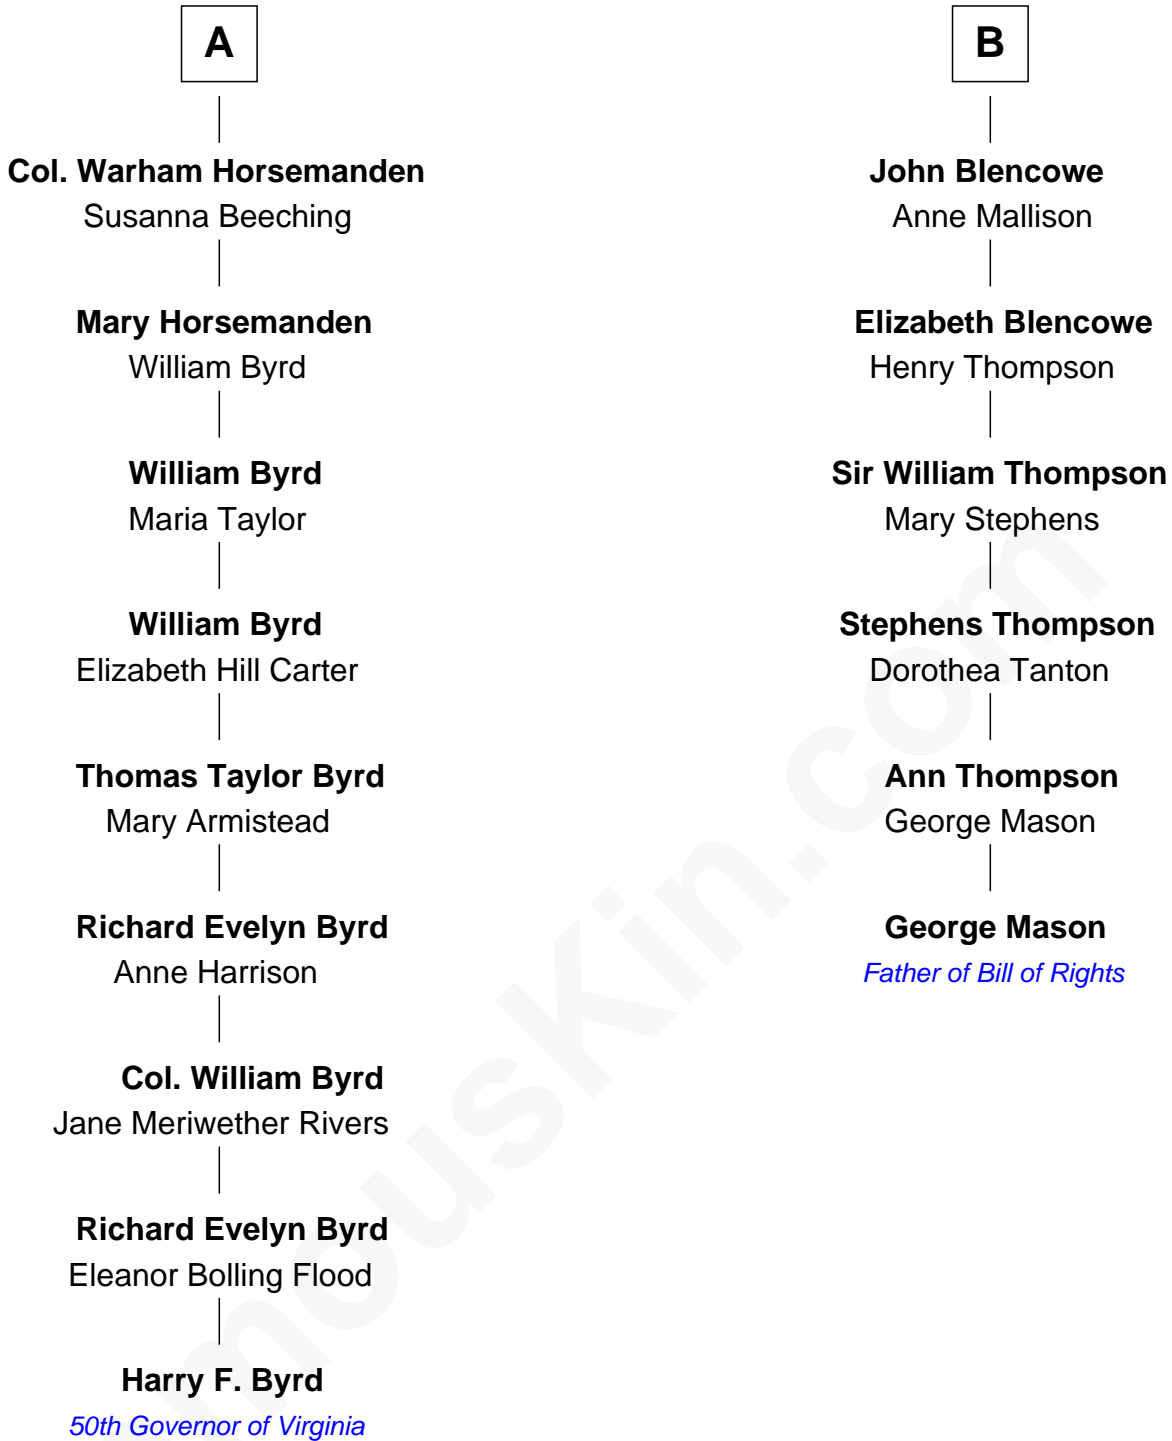 A
Col. Warham Horsemanden
Susanna Beeching
Mary Horsemanden
William Byrd
William Byrd
Maria Taylor
William Byrd
Elizabeth Hill Carter
Thomas Taylor Byrd
Mary Armistead
Richard Evelyn Byrd
Anne Harrison
Col. William Byrd
Jane Meriwether Rivers
Richard Evelyn Byrd
Eleanor Bolling Flood
Harry F. Byrd
50th Governor of Virginia
B
John Blencowe
Anne Mallison
Elizabeth Blencowe
Henry Thompson
Sir William Thompson
Mary Stephens
Stephens Thompson
Dorothea Tanton
Ann Thompson
George Mason
George Mason
Father of Bill of Rights
mousKin.com